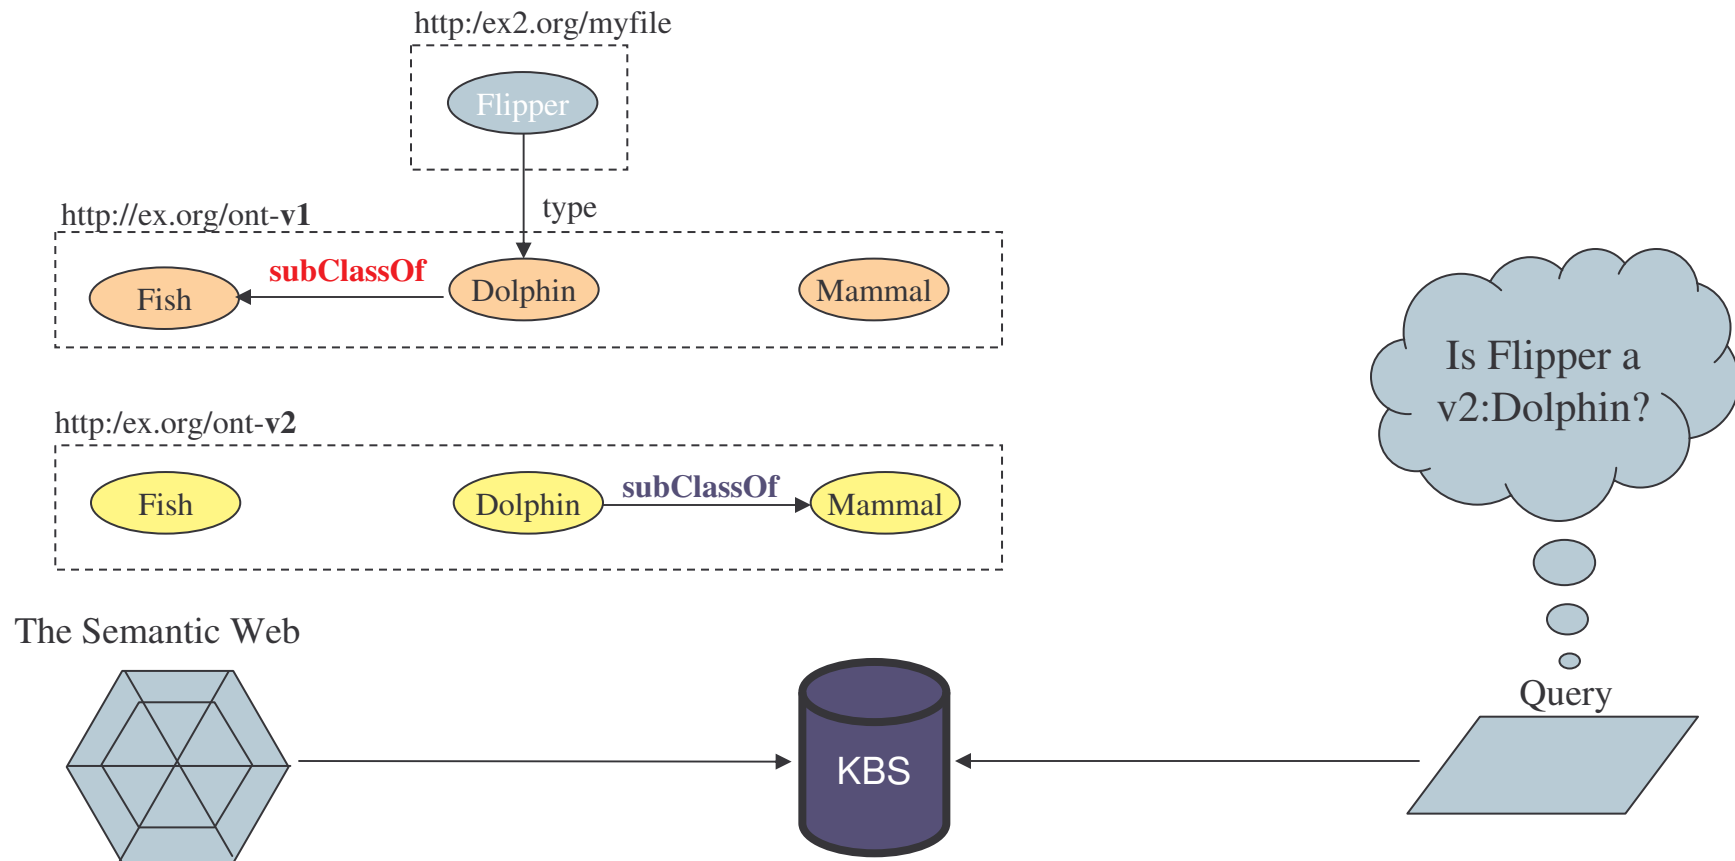 http:/ex2.org/myfile
Flipper
type
http://ex.org/ont-v1
Fish
subClassOf
Dolphin
Mammal
http:/ex.org/ont-v2
Fish
Dolphin
subClassOf
Mammal
Is Flipper a
v2:Dolphin?
The Semantic Web
Query
KBS